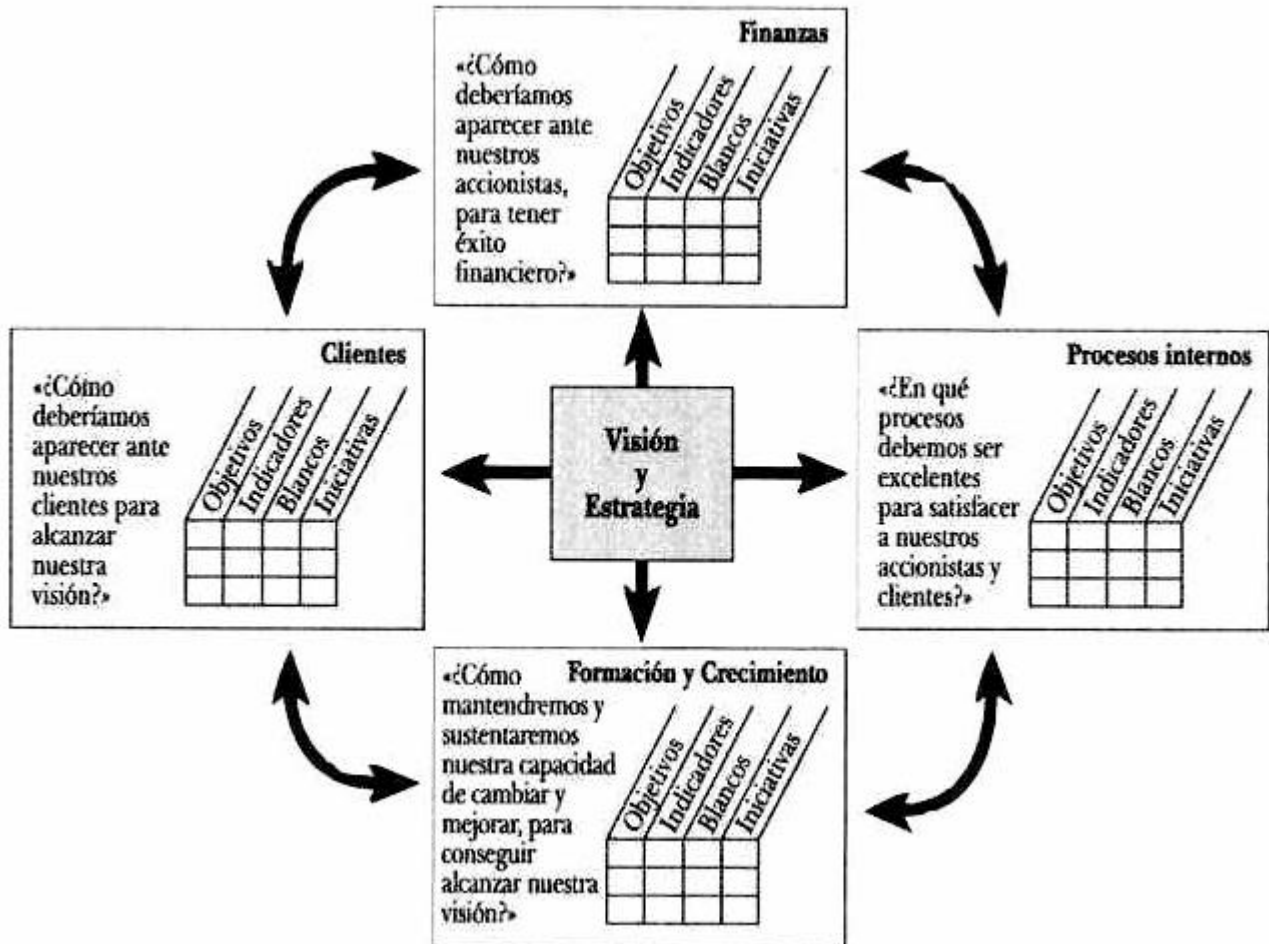 Finanzas
«¿Cómo
deberíamos
aparecer ante
nuestros
accionistas,
para tener
éxito
financiero?»
Objetivos
Indicadores
Blancos
Iniciativas
Clientes
«¿Cómo
deberíamos
aparecer ante
nuestros
clientes para
alcanzar
nuestra
visión?»
Objetivos
Indicadores
Blancos
Iniciativas
Visión
y
Estrategia
Procesos internos
«¿En qué
procesos
debemos ser
excelentes
para satisfacer
a nuestros
accionistas y
clientes?»
Objetivos
Indicadores
Blancos
Iniciativas
Formación y Crecimiento
«¿Cómo
mantendremos y
sustentaremos
nuestra capacidad
de cambiar y
mejorar, para
conseguir
alcanzar nuestra
visión?»
Objetivos
Indicadores
Blancos
Iniciativas